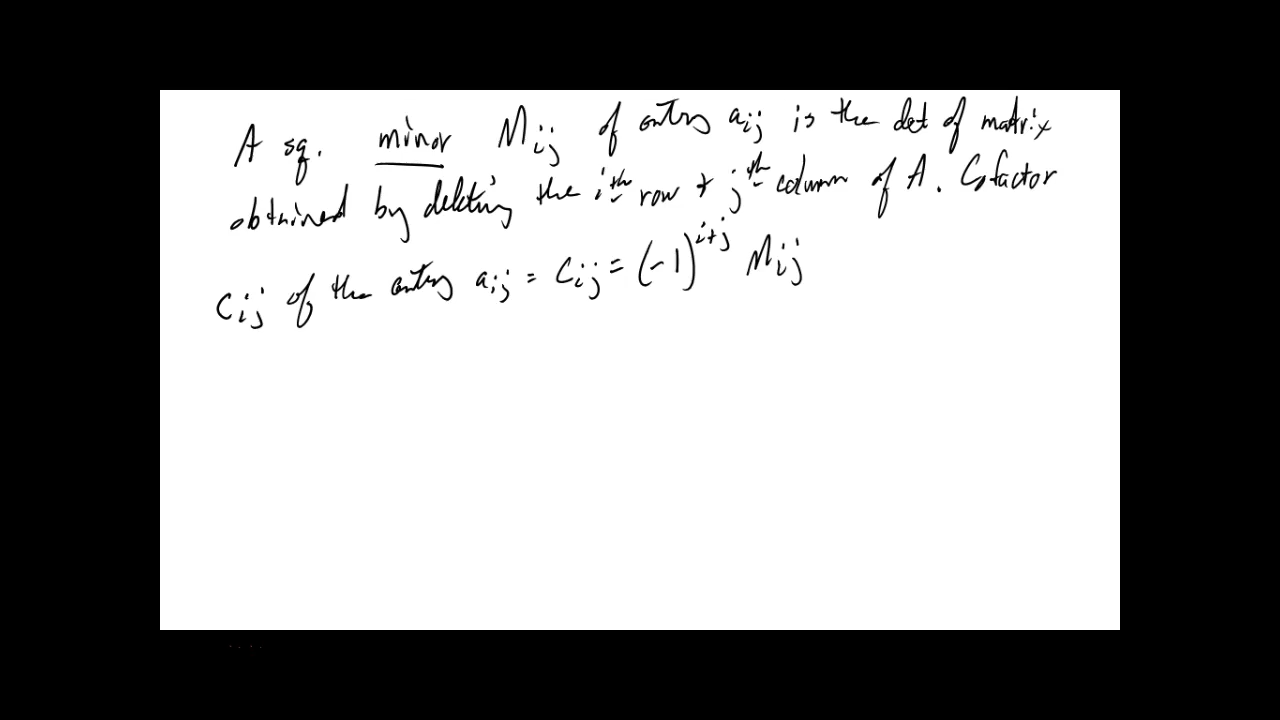 A sq. minor Mij of entry aij is the det of matrix
obtained by deleting the ith row + jth column of A. Cofactor
Cij of the entry aij = Cij = (-1)^(i+j) Mij